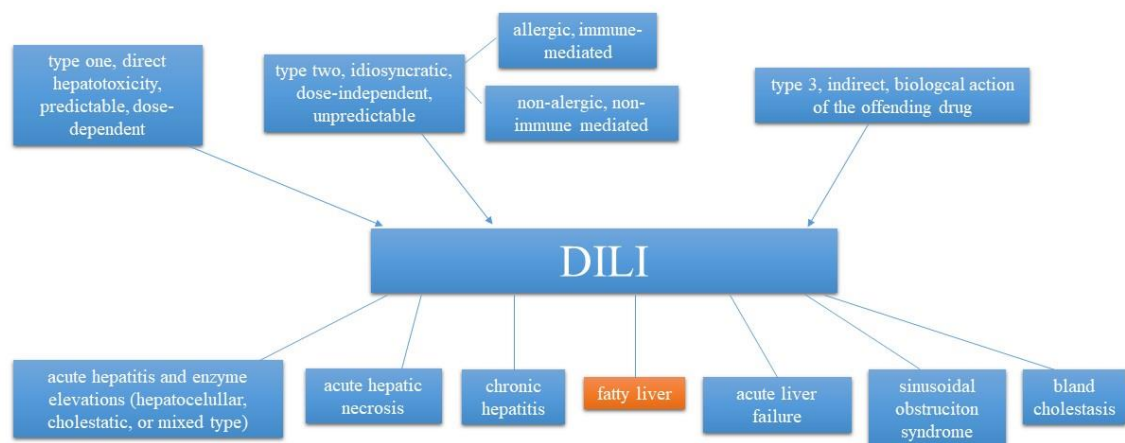 type one, direct
hepatotoxicity,
predictable, dose-
dependent
type two, idiosyncratic,
dose-independent,
unpredictable
allergic, immune-
mediated
non-alergic, non-
immune mediated
type 3, indirect, biologcal action
of the offending drug
DILI
acute hepatitis and enzyme
elevations (hepatocelullar,
cholestatic, or mixed type)
acute hepatic
necrosis
chronic
hepatitis
fatty liver
acute liver
failure
sinusoidal
obstruciton
syndrome
bland
cholestasis